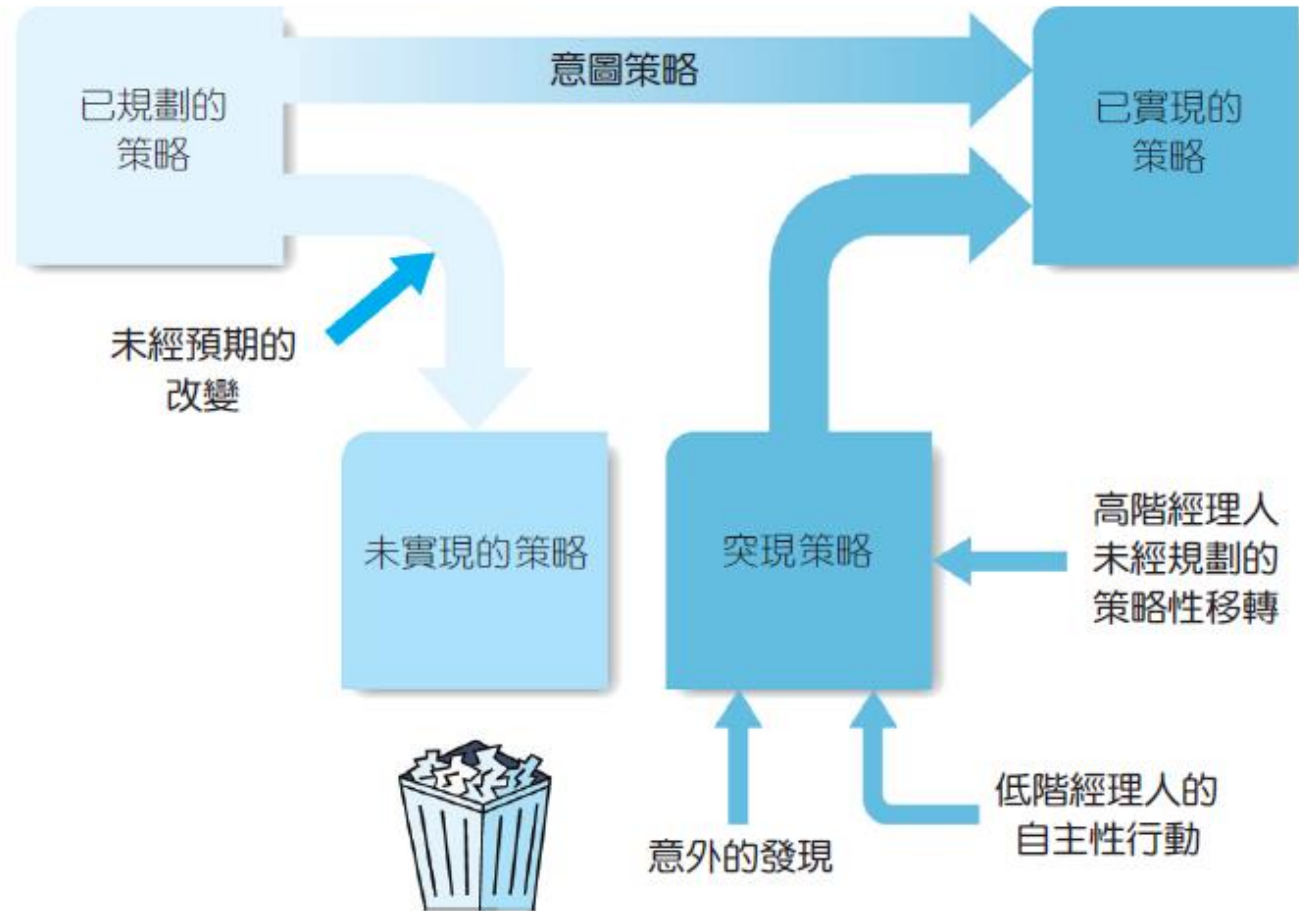 意圖策略
已規劃的
策略
已實現的
策略
未經預期的
改變
未實現的策略
突現策略
高階經理人
未經規劃的
策略性移轉
意外的發現
低階經理人的
自主性行動